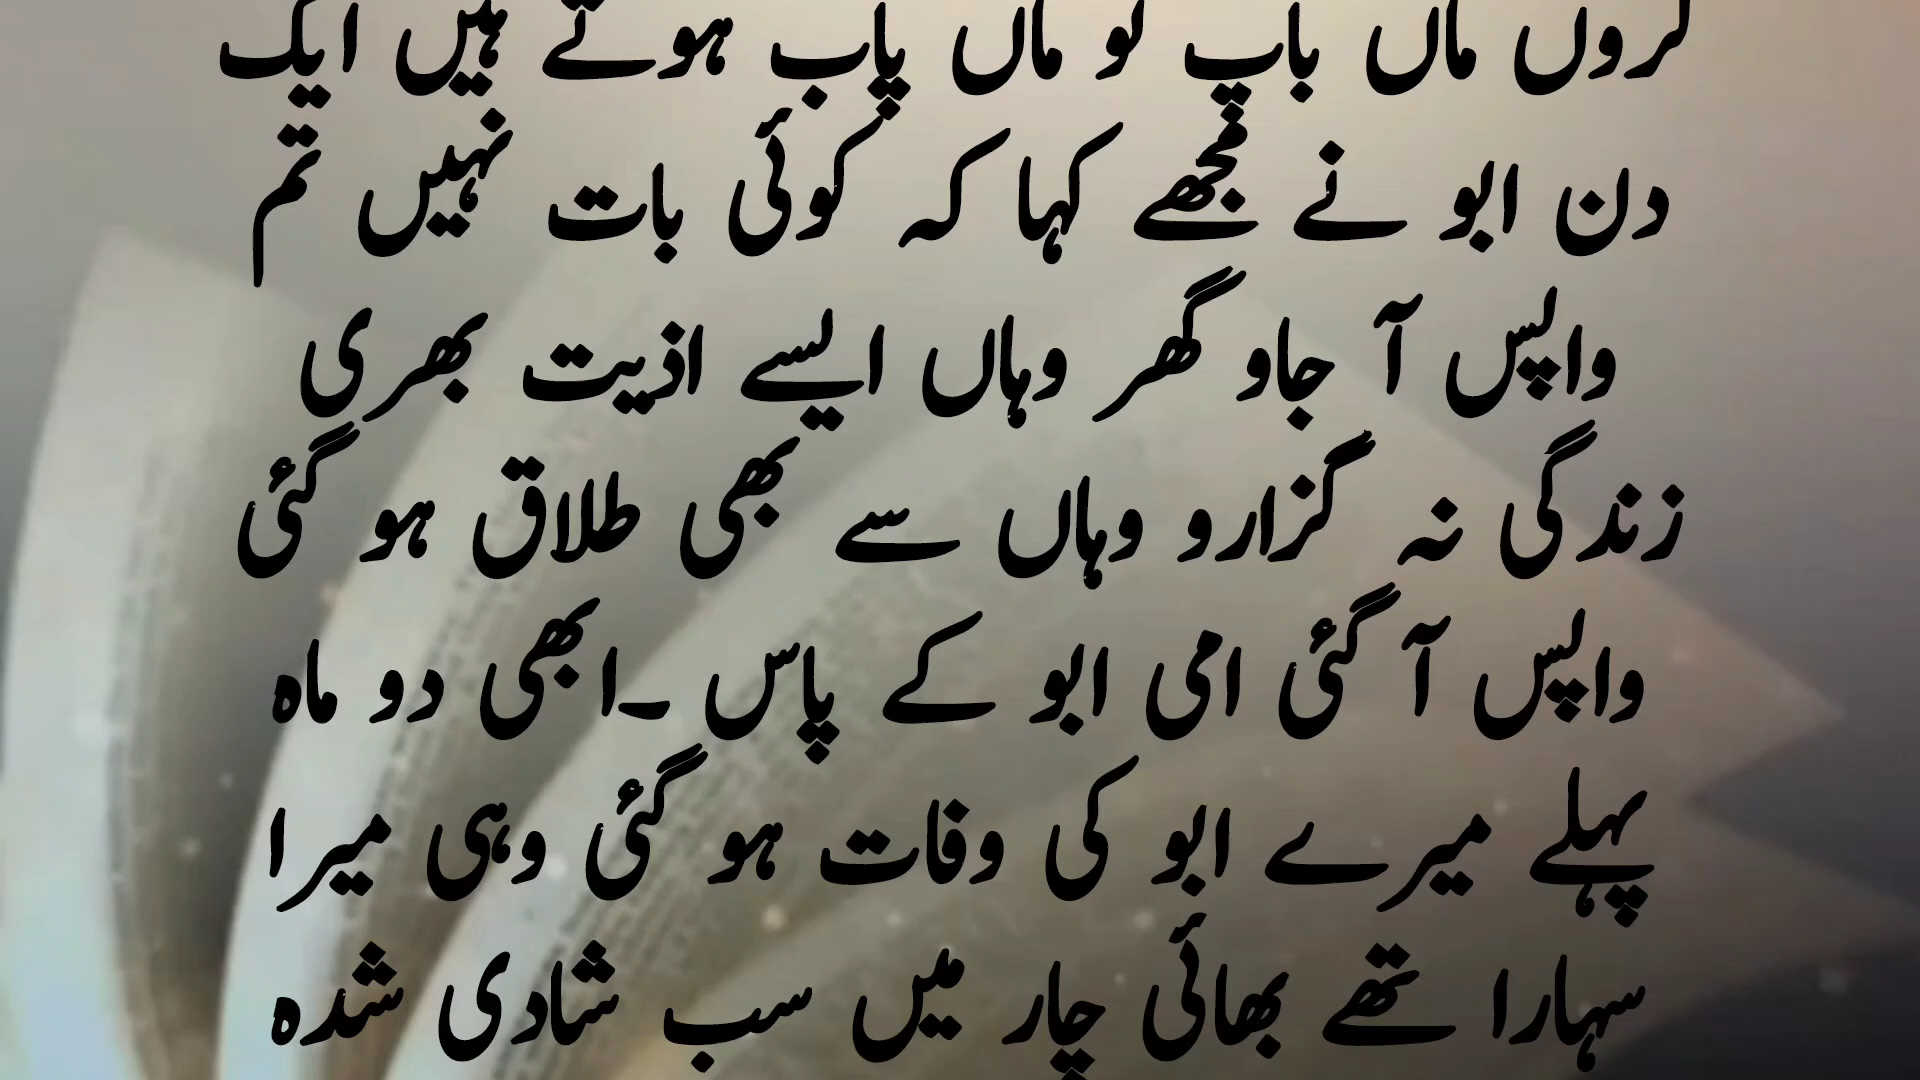 کروں ماں باپ تو ماں پاپ ہوتے ہیں ایک
دن ابو نے مجھے کہا کہ کوئی بات نہیں تم
واپس آ جاو گھر وہاں ایسے اذیت بھری
زندگی نہ گزارو وہاں سے بھی طلاق ہو گئی
واپس آ گئی امی ابو کے پاس ۔ابھی دو ماہ
پہلے میرے ابو کی وفات ہو گئی وہی میرا
سہارا تھے بھائی چار میں سب شادی شدہ